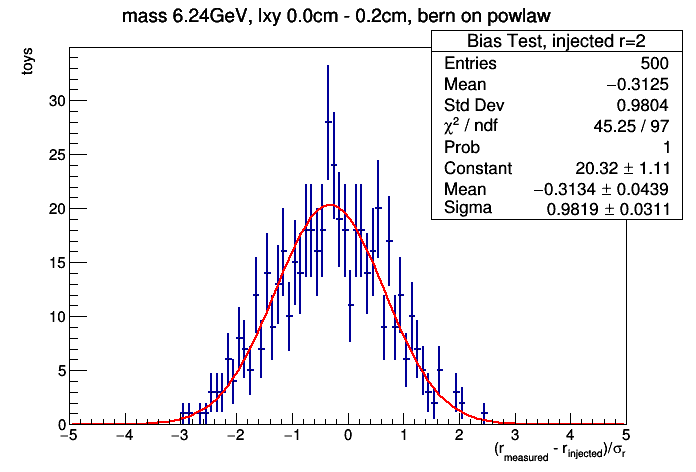 mass 6.24GeV, lxy 0.0cm - 0.2cm, bern on powlaw
Bias Test, injected r=2
Entries 500
Mean −0.3125
Std Dev 0.9804
χ² / ndf 45.25 / 97
Prob 1
Constant 20.32 ± 1.11
Mean −0.3134 ± 0.0439
Sigma 0.9819 ± 0.0311
toys
30
25
20
15
10
5
0
−5 −4 −3 −2 −1 0 1 2 3 4 5
(r_measured - r_injected)/σ_r